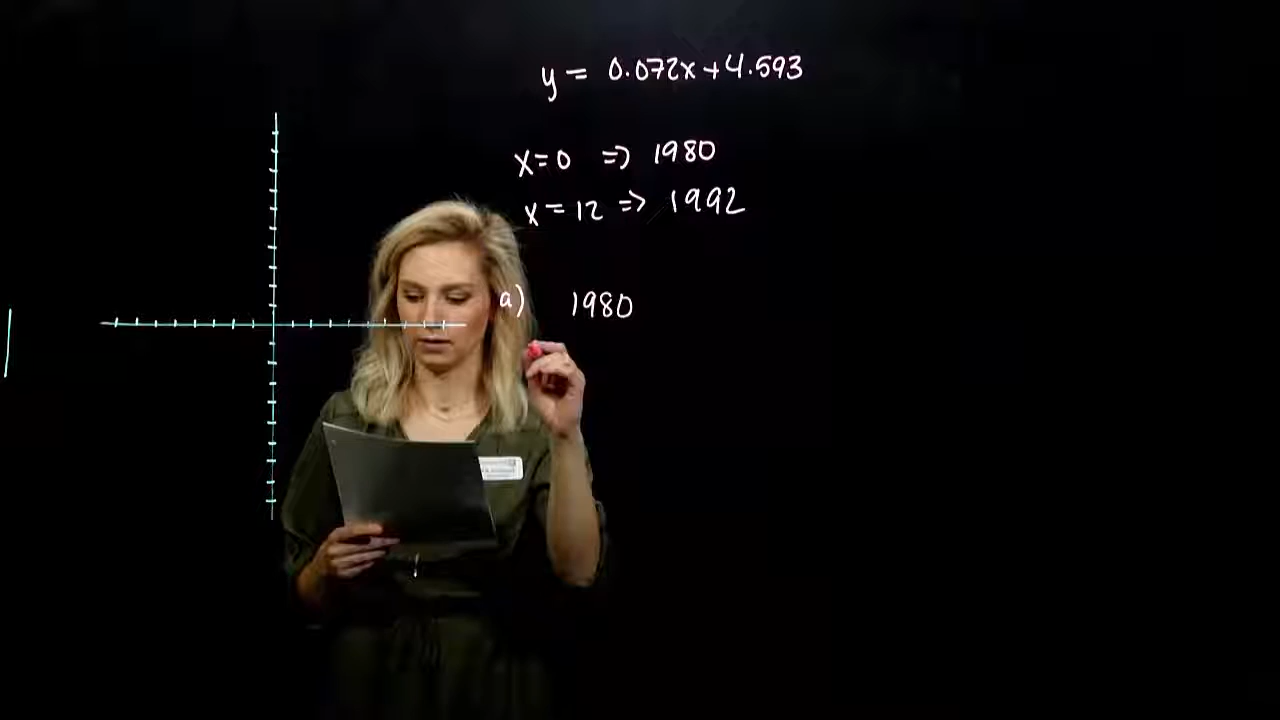 y = 0.072x+4.593
x=0 => 1980
x = 12 => 1992
a) 1980